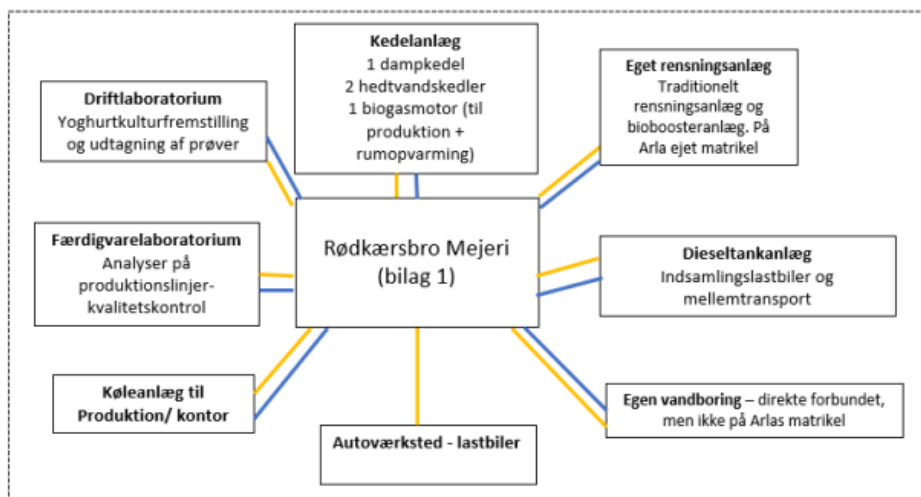 Kedelanlæg
1 dampkedel
2 hedtvandskedler
1 biogasmotor (til
produktion +
rumopvarming)
Eget rensningsanlæg
Traditionelt
rensningsanlæg og
bioboosteranlæg. På
Arla ejet matrikel
Driftlaboratorium
Yoghurtkulturfremstilling
og udtagning af prøver
Rødkærsbro Mejeri
(bilag 1)
Færdigvarelaboratorium
Analyser på
produktionslinjer-
kvalitetskontrol
Dieseltankanlæg
Indsamlingslastbiler og
mellemtransport
Køleanlæg til
Produktion/ kontor
Autoværksted - lastbiler
Egen vandboring – direkte forbundet,
men ikke på Arlas matrikel